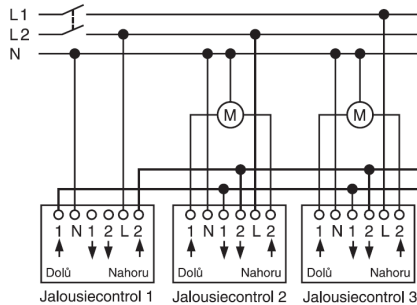 L1
L2
N
M M
1 N 1 2 L 2 1 N 1 2 L 2 1 N 1 2 L 2
Dolů Nahoru Dolů Nahoru Dolů Nahoru
Jalousiecontrol 1 Jalousiecontrol 2 Jalousiecontrol 3